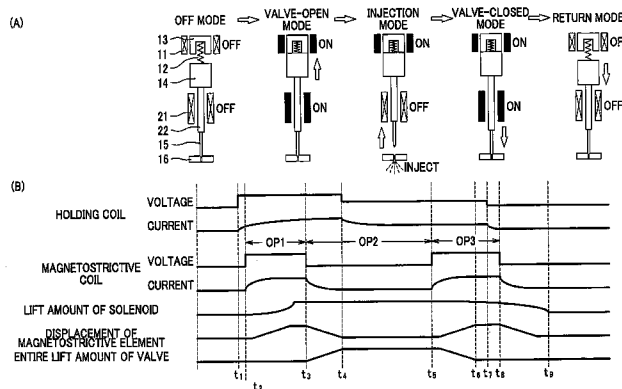 (A)
OFF MODE
VALVE-OPEN MODE
INJECTION MODE
VALVE-CLOSED MODE
RETURN MODE
13
11
12
14
21
22
15
16
OFF
OFF
ON
ON
ON
OFF
INJECT
ON
ON
OFF
OFF
(B)
HOLDING COIL
VOLTAGE
CURRENT
OP1
OP2
OP3
MAGNETOSTRICTIVE COIL
VOLTAGE
CURRENT
LIFT AMOUNT OF SOLENOID
DISPLACEMENT OF MAGNETOSTRICTIVE ELEMENT
ENTIRE LIFT AMOUNT OF VALVE
t1
t2
t3
t4
t5
t6
t7
t8
t9